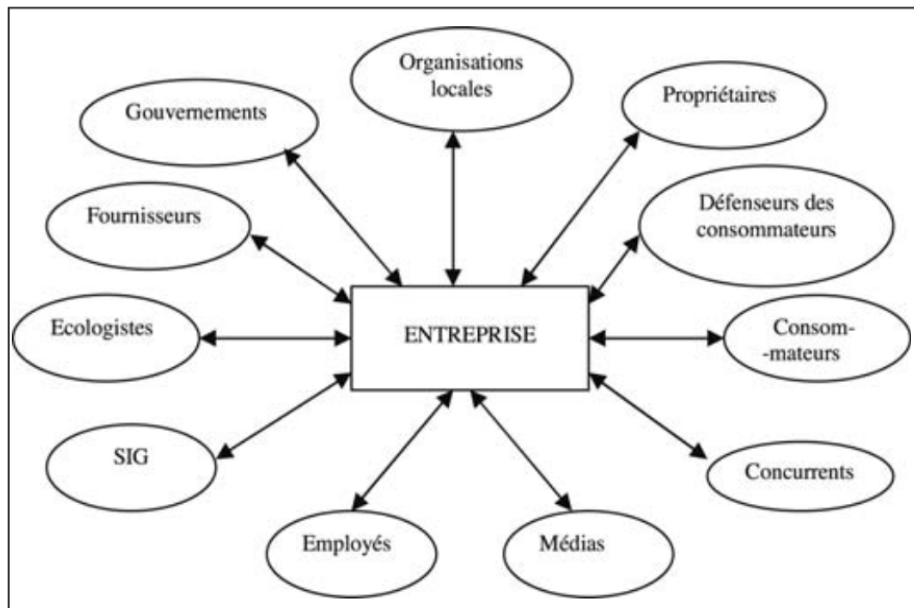 Organisations
locales
Propriétaires
Gouvernements
Défenseurs des
consommateurs
Fournisseurs
Ecologistes
ENTREPRISE
Consom-
-mateurs
SIG
Concurrents
Employés
Médias